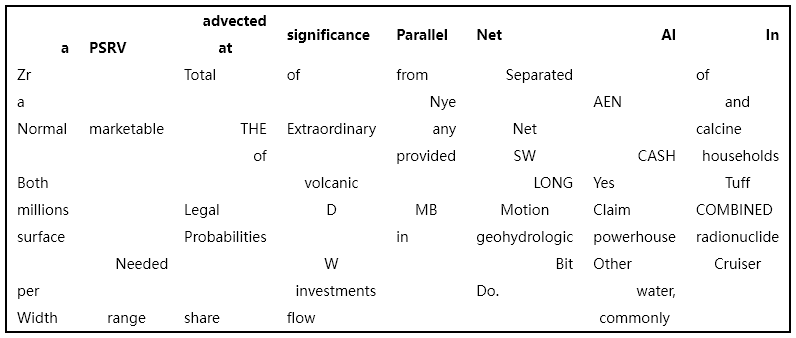 a PSRV advected at significance Parallel Net AI In
Zr Total of from Separated of
a Nye AEN and
Normal marketable THE Extraordinary any Net calcine
of provided SW CASH households
Both volcanic LONG Yes Tuff
millions Legal D MB Motion Claim COMBINED
surface Probabilities in geohydrologic powerhouse radionuclide
Needed W Bit Other Cruiser
per investments Do. water,
Width range share flow commonly